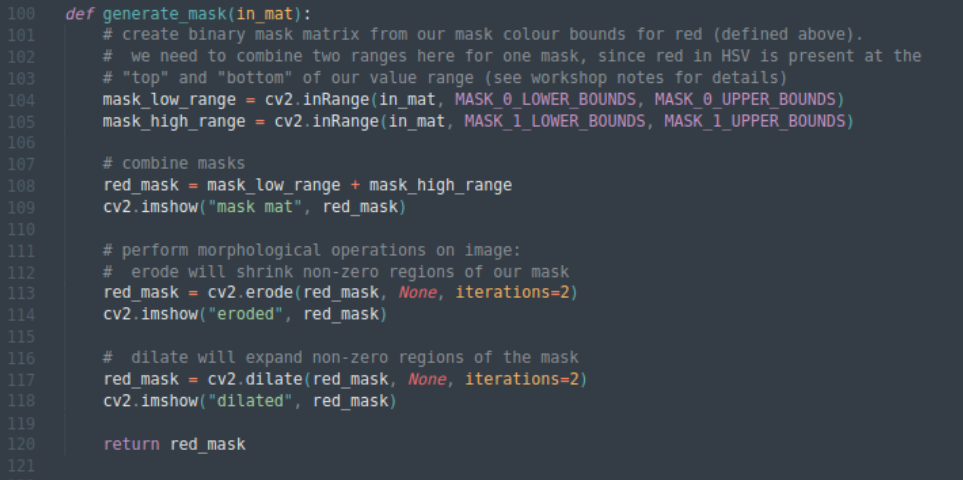 100 def generate_mask(in_mat):
101     # create binary mask matrix from our mask colour bounds for red (defined above).
102     #  we need to combine two ranges here for one mask, since red in HSV is present at the
103     # "top" and "bottom" of our value range (see workshop notes for details)
104     mask_low_range = cv2.inRange(in_mat, MASK_0_LOWER_BOUNDS, MASK_0_UPPER_BOUNDS)
105     mask_high_range = cv2.inRange(in_mat, MASK_1_LOWER_BOUNDS, MASK_1_UPPER_BOUNDS)
106
107     # combine masks
108     red_mask = mask_low_range + mask_high_range
109     cv2.imshow("mask mat", red_mask)
110
111     # perform morphological operations on image:
112     #  erode will shrink non-zero regions of our mask
113     red_mask = cv2.erode(red_mask, None, iterations=2)
114     cv2.imshow("eroded", red_mask)
115
116     #  dilate will expand non-zero regions of the mask
117     red_mask = cv2.dilate(red_mask, None, iterations=2)
118     cv2.imshow("dilated", red_mask)
119
120     return red_mask
121